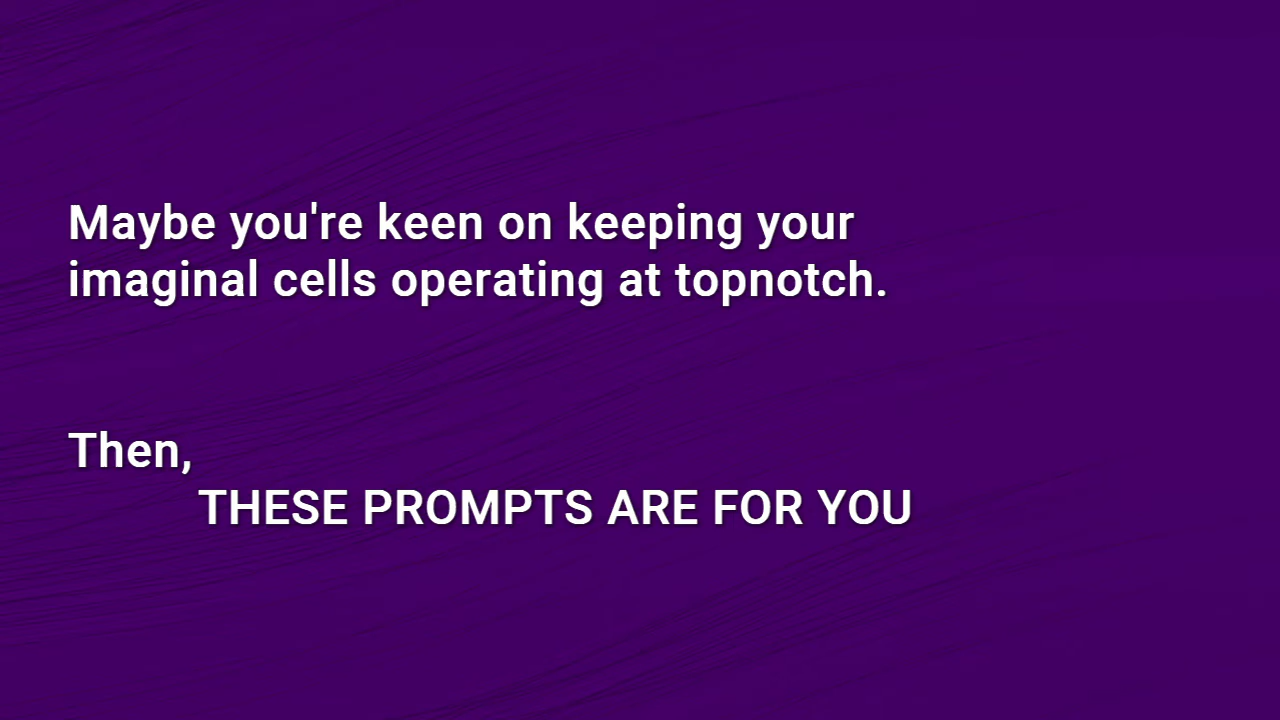 Maybe you're keen on keeping your
imaginal cells operating at topnotch.
Then,
THESE PROMPTS ARE FOR YOU